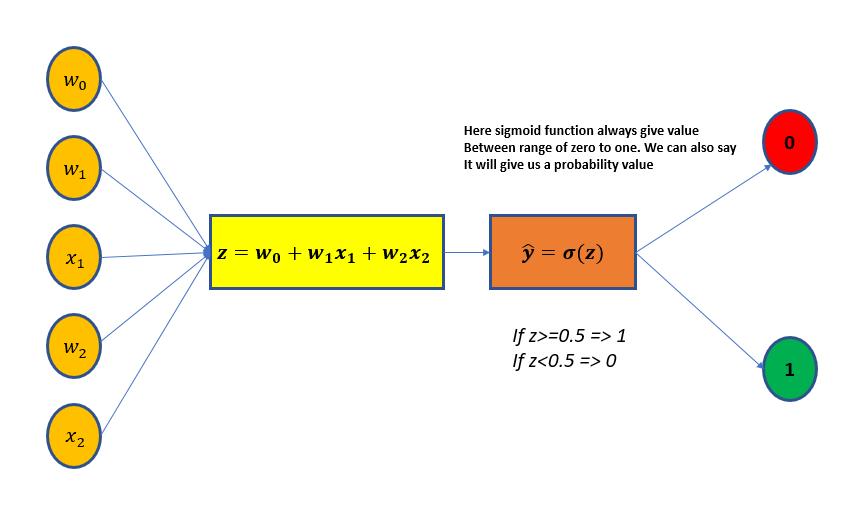 w₀
w₁
x₁
w₂
x₂
z = w₀ + w₁x₁ + w₂x₂
Here sigmoid function always give value
Between range of zero to one. We can also say
It will give us a probability value
ŷ = σ(z)
If z>=0.5 => 1
If z<0.5 => 0
0
1